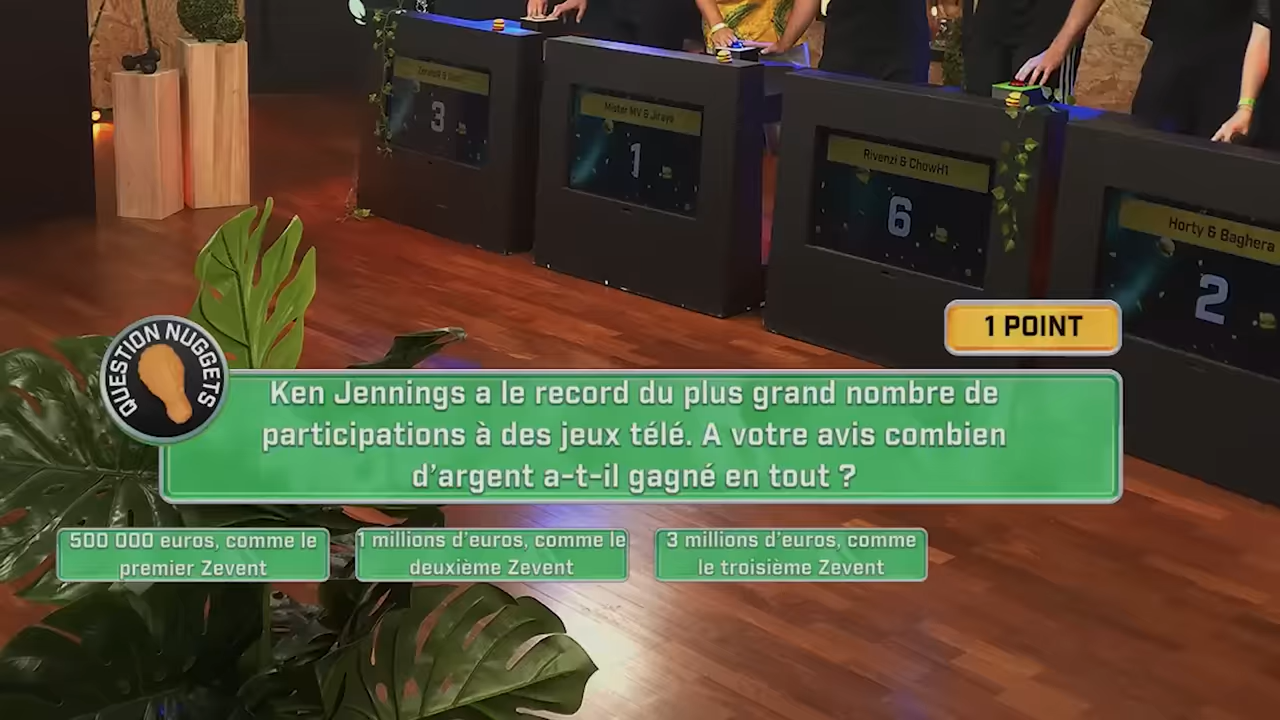 3
Mister MV & Jiraya
1
Rivenzi & ChowH1
6
Horty & Baghera
2
1 POINT
QUESTION NUGGETS
Ken Jennings a le record du plus grand nombre de
participations à des jeux télé. A votre avis combien
d'argent a-t-il gagné en tout ?
500 000 euros, comme le
premier Zevent
1 millions d'euros, comme le
deuxième Zevent
3 millions d'euros, comme
le troisième Zevent